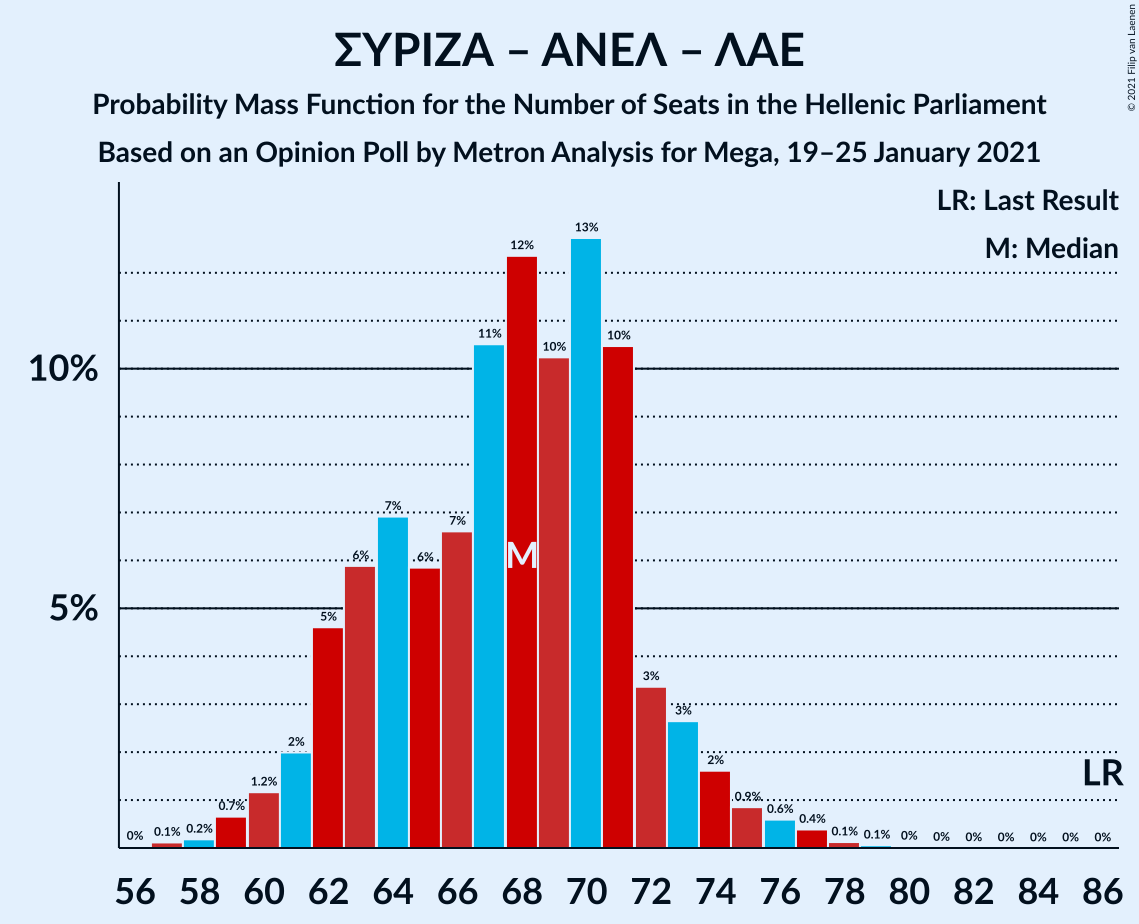 ΣΥΡΙΖΑ – ΑΝΕΛ – ΛΑΕ
Probability Mass Function for the Number of Seats in the Hellenic Parliament
Based on an Opinion Poll by Metron Analysis for Mega, 19–25 January 2021
© 2021 Filip van Laenen
LR: Last Result
M: Median
10%
5%
0% 0.1% 0.2% 0.7% 1.2% 2% 5% 6% 7% 6% 7% 11% 12% 10% 13% 10% 3% 3% 2% 0.9% 0.6% 0.4% 0.1% 0.1% 0% 0% 0% 0% 0% 0% 0%
M
LR
56 58 60 62 64 66 68 70 72 74 76 78 80 82 84 86